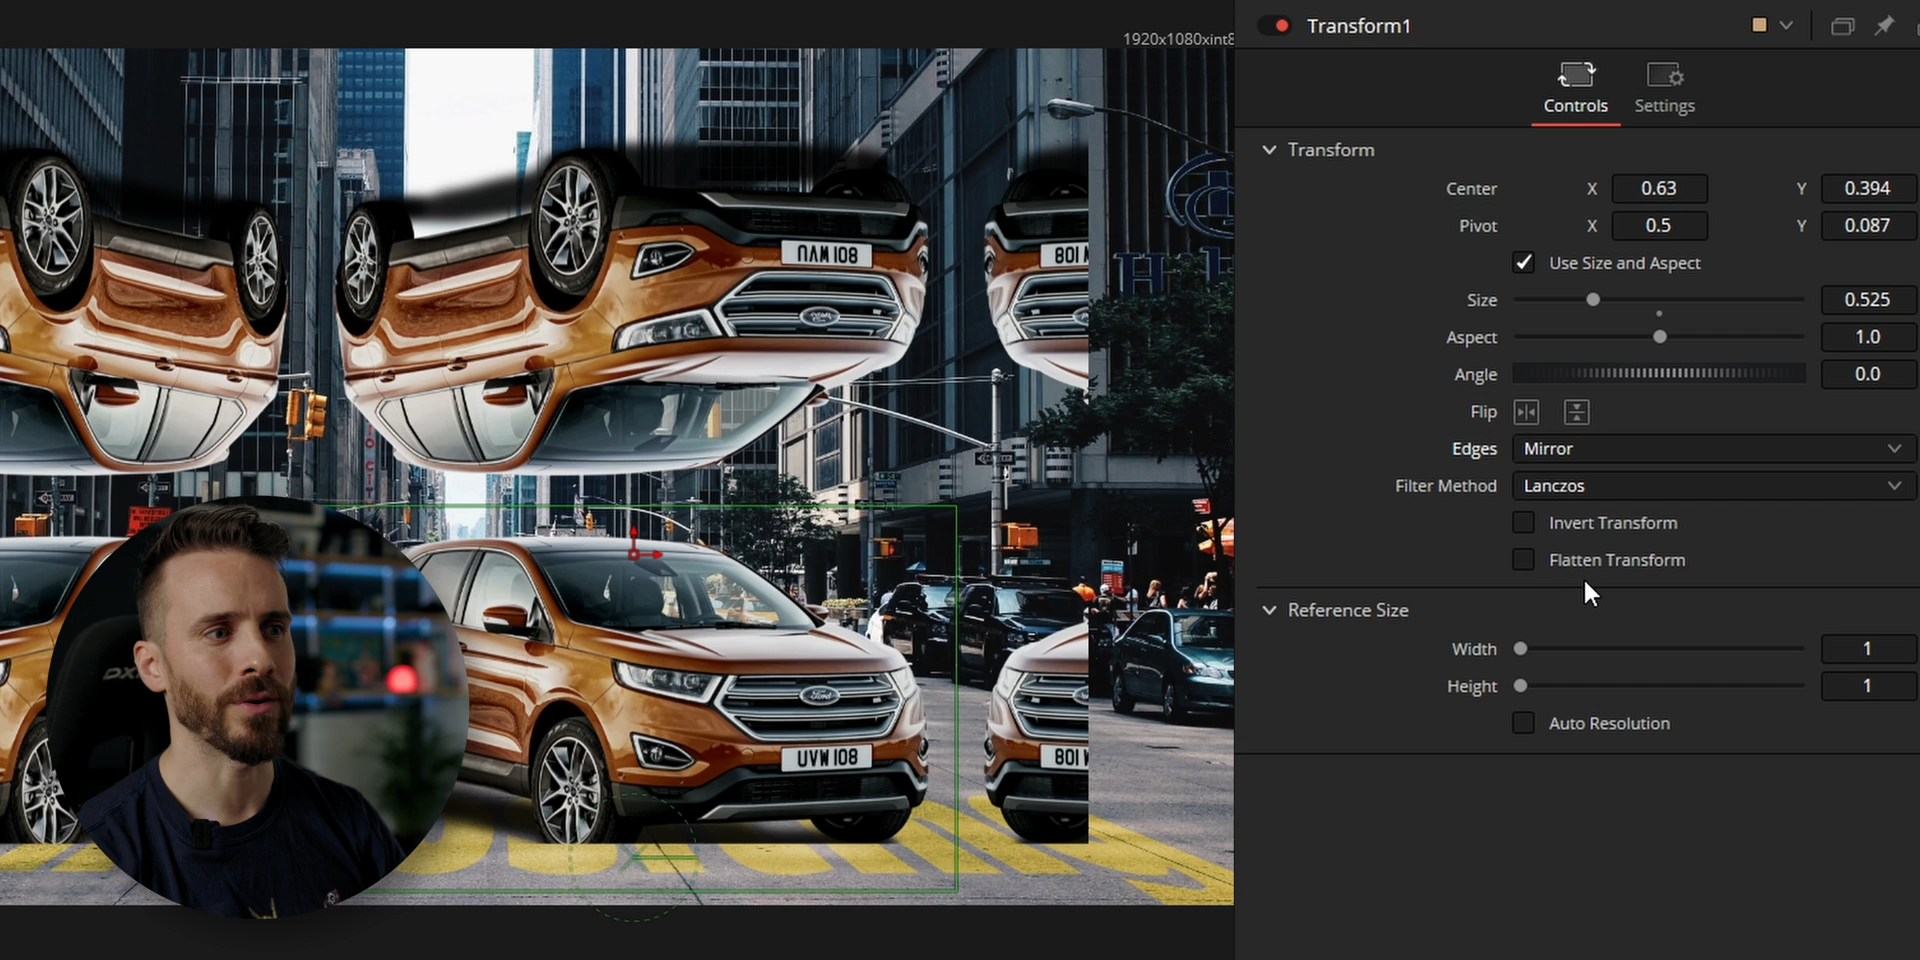 1920x1080xint8
Transform1
Controls
Settings
Transform
Center X 0.63 Y 0.394
Pivot X 0.5 Y 0.087
Use Size and Aspect
Size 0.525
Aspect 1.0
Angle 0.0
Flip
Edges Mirror
Filter Method Lanczos
Invert Transform
Flatten Transform
Reference Size
Width 1
Height 1
Auto Resolution
UVW 108
Ford